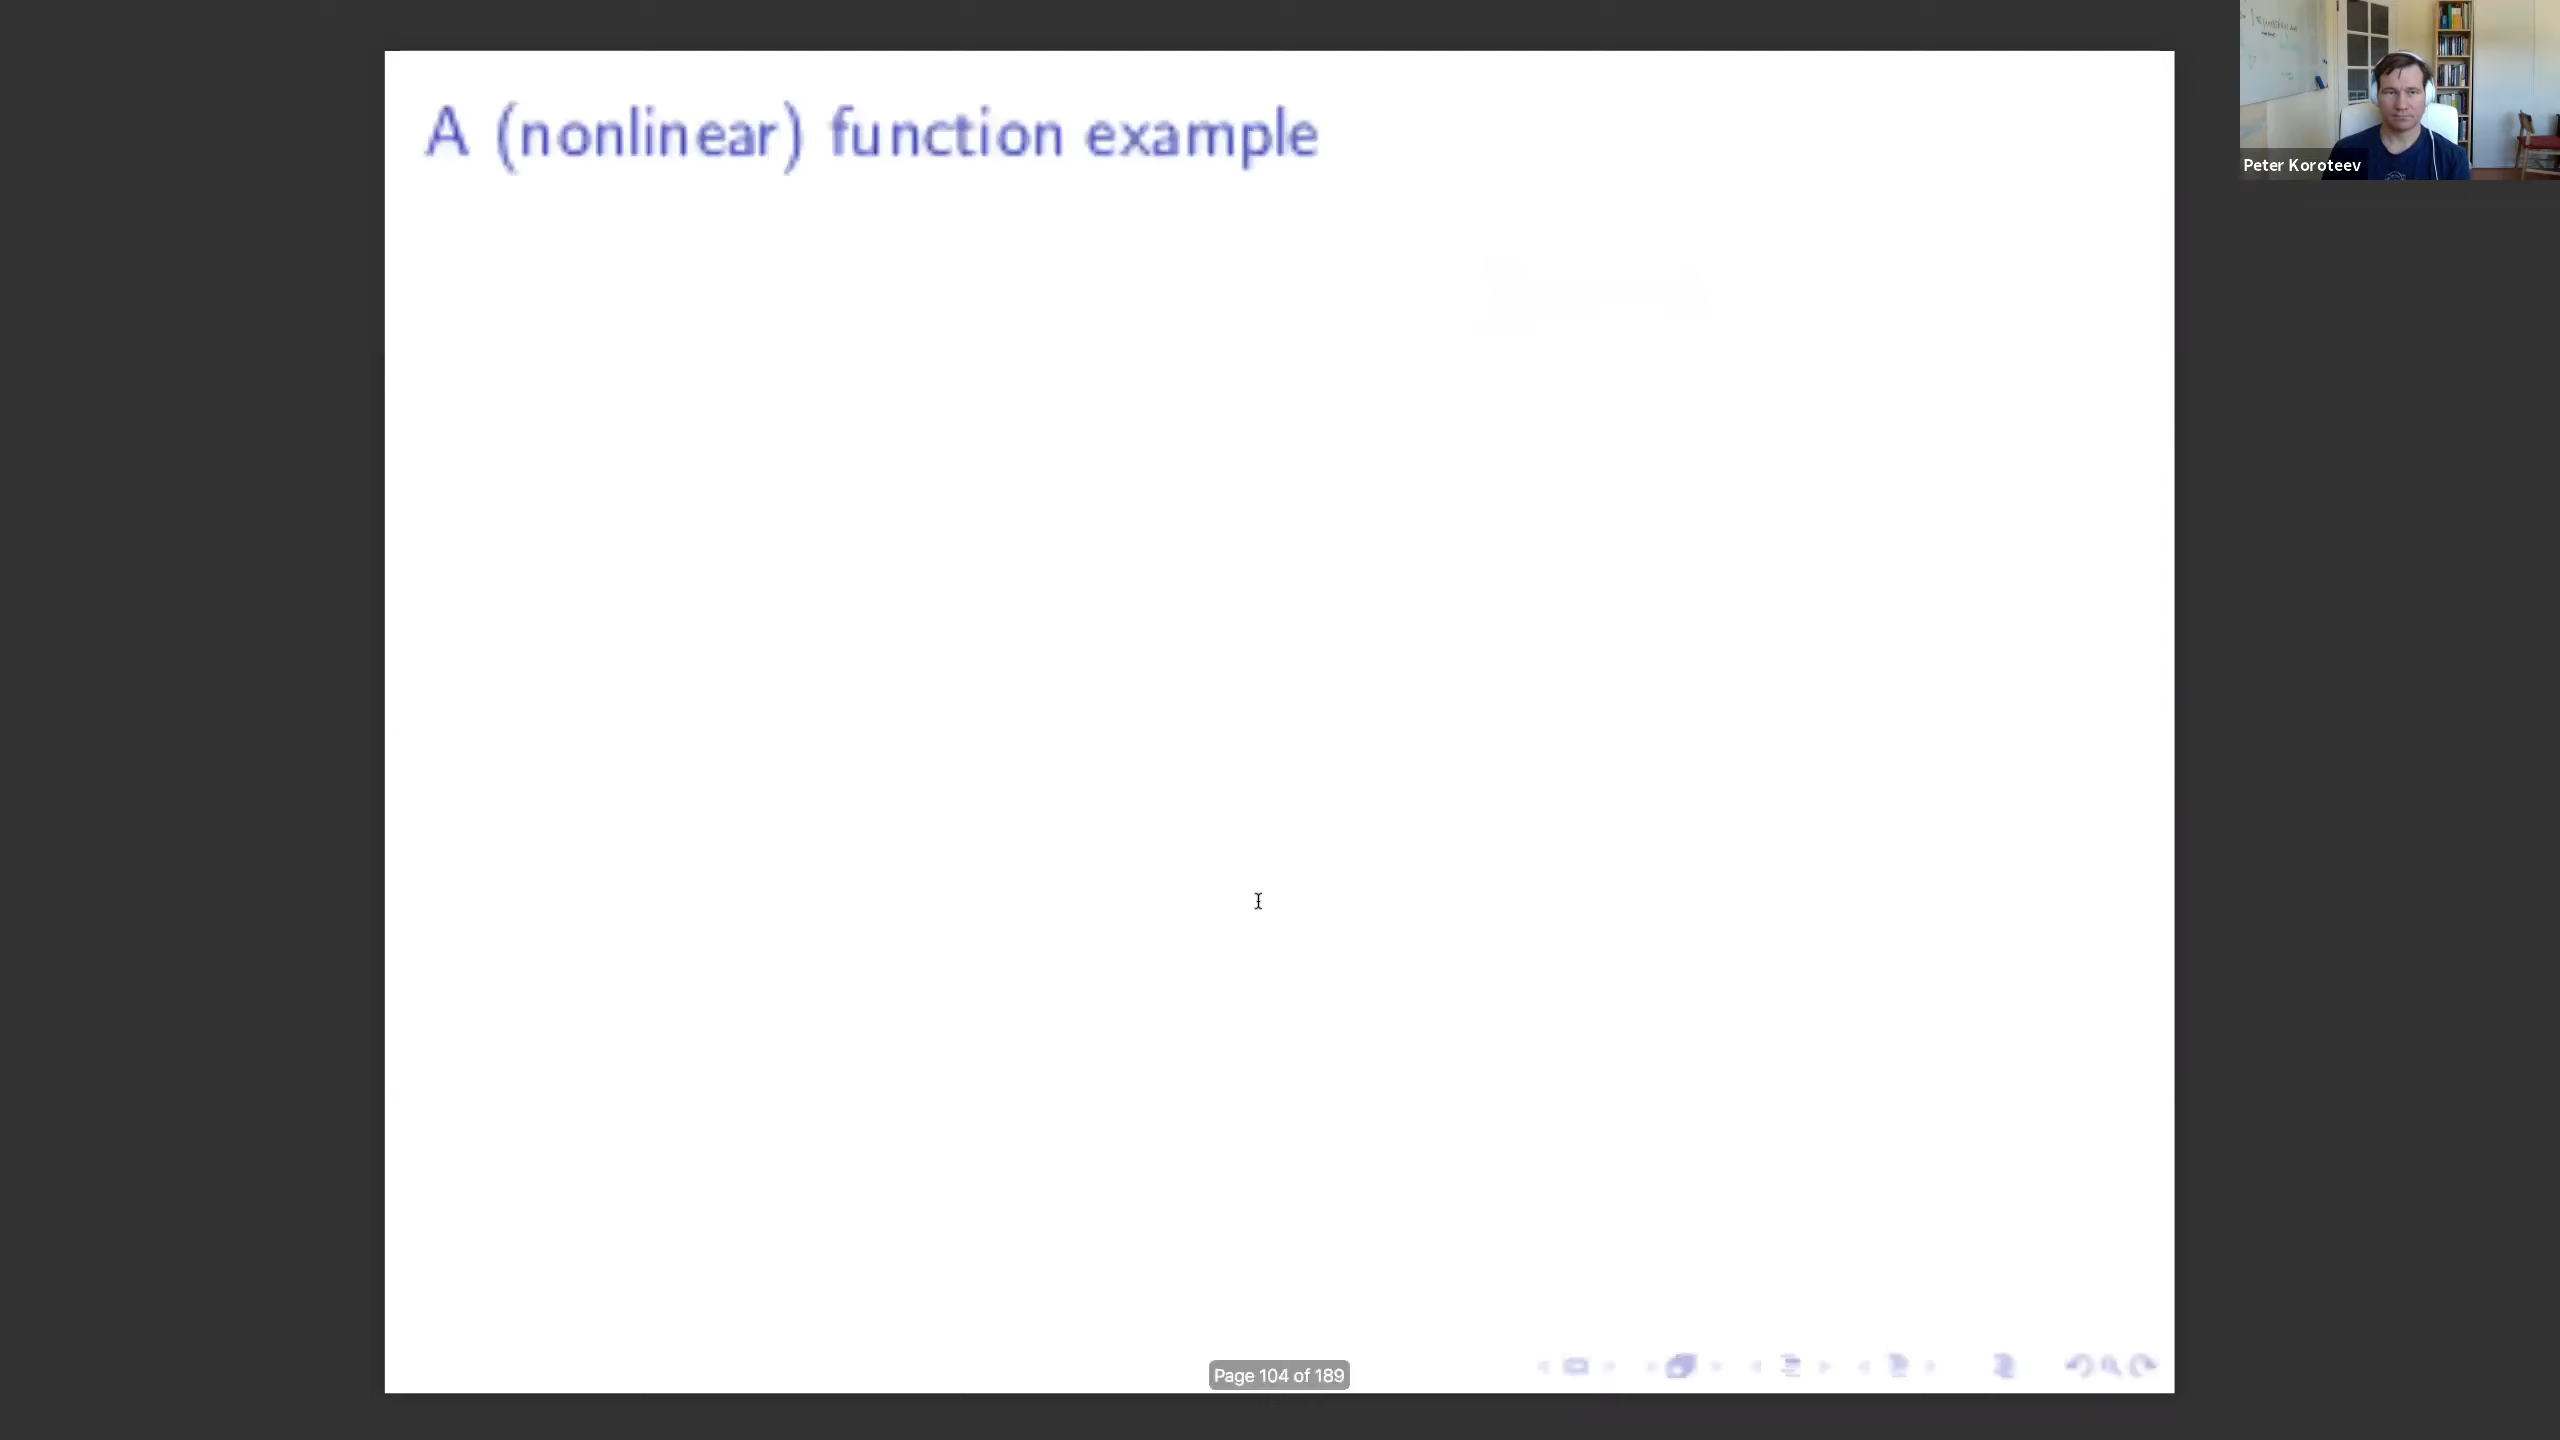 A (nonlinear) function example
Peter Koroteev
Page 104 of 189